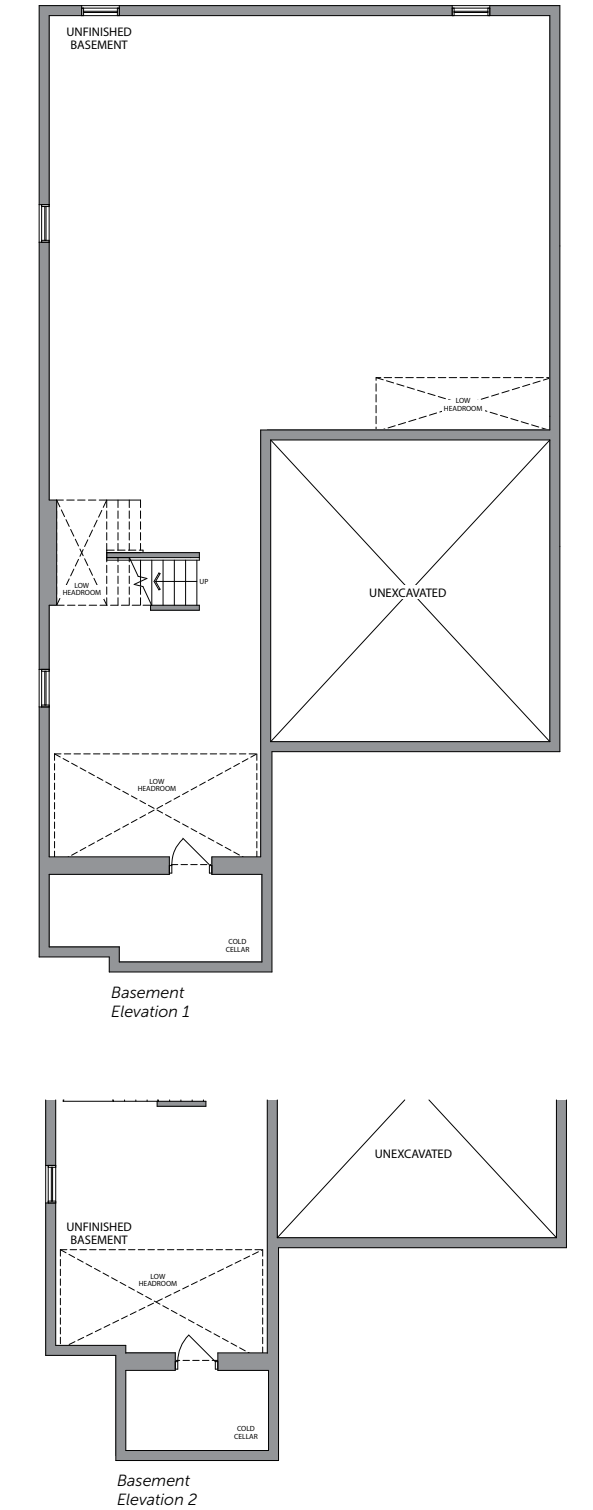 UNFINISHED
BASEMENT
LOW
HEADROOM
LOW
HEADROOM
UP
UNEXCAVATED
LOW
HEADROOM
COLD
CELLAR
Basement
Elevation 1
UNEXCAVATED
UNFINISHED
BASEMENT
LOW
HEADROOM
COLD
CELLAR
Basement
Elevation 2